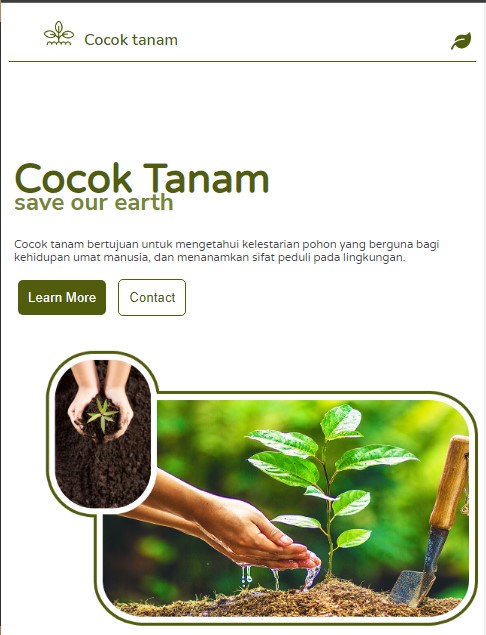 Cocok tanam
Cocok Tanam
save our earth
Cocok tanam bertujuan untuk mengetahui kelestarian pohon yang berguna bagi
kehidupan umat manusia, dan menanamkan sifat peduli pada lingkungan.
Learn More
Contact